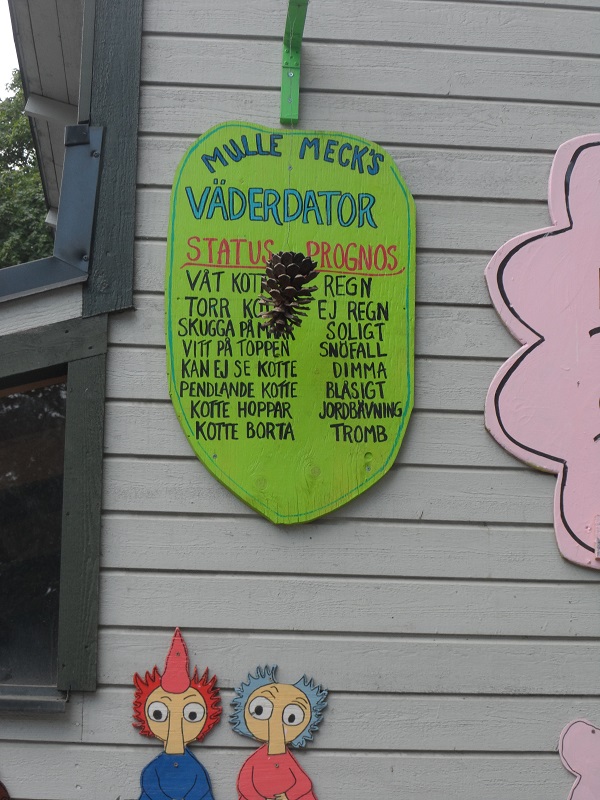 MULLE MECK'S
VÄDERDATOR
STATUS PROGNOS
VÅT KOTTE REGN
TORR EJ REGN
SKUGGA PÅ SOLIGT
VITT PÅ TOPPEN SNÖFALL
KAN EJ SE KOTTE DIMMA
PENDLANDE KOTTE BLÅSIGT
KOTTE HOPPAR JORDBÄVNING
KOTTE BORTA TROMB